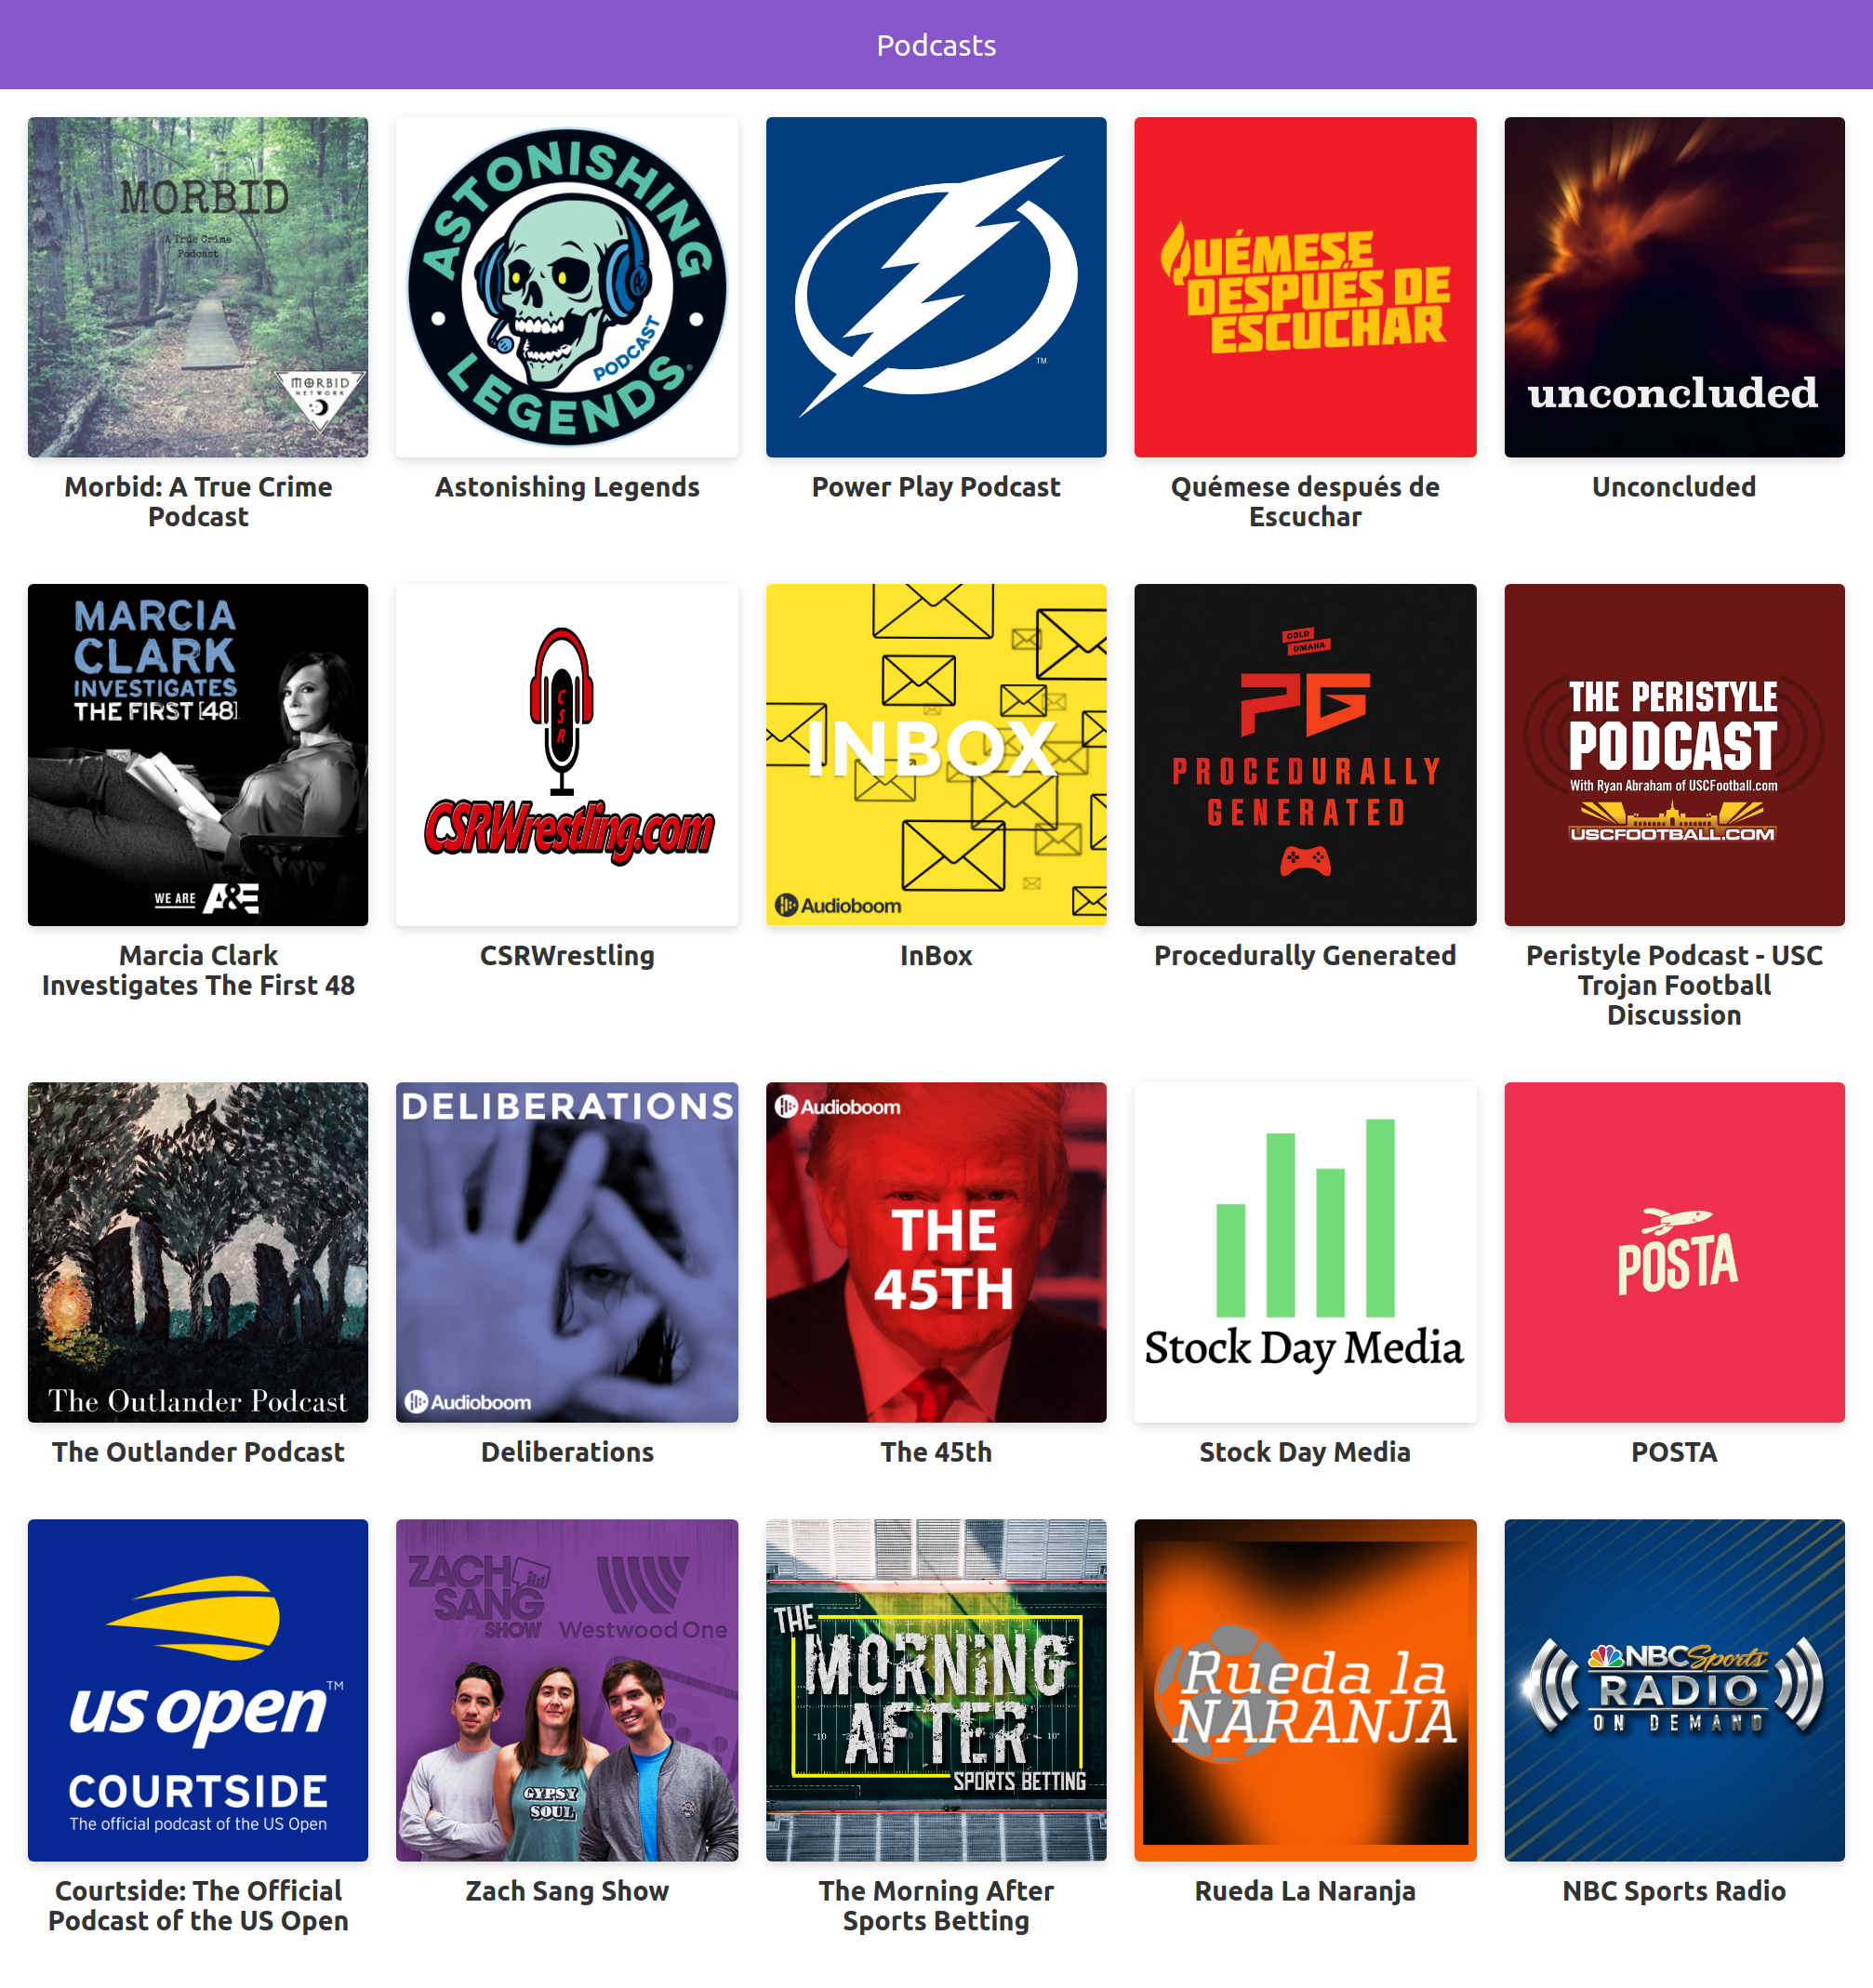 Podcasts
MORBID
A True Crime
Podcast
MORBID
NETWORK
Morbid: A True Crime
Podcast
ASTONISHING
LEGENDS
PODCAST
®
Astonishing Legends
TM
Power Play Podcast
QUÉMESE
DESPUÉS DE
ESCUCHAR
Quémese después de
Escuchar
unconcluded
Unconcluded
MARCIA
CLARK
INVESTIGATES
THE FIRST [48]
WE ARE A&E
Marcia Clark
Investigates The First 48
CSR
CSRWrestling.com
CSRWrestling
INBOX
Audioboom
InBox
COLD
OMAHA
PG
PROCEDURALLY
GENERATED
Procedurally Generated
THE PERISTYLE
PODCAST
With Ryan Abraham of USCFootball.com
USCFOOTBALL.COM
Peristyle Podcast - USC
Trojan Football
Discussion
The Outlander Podcast
The Outlander Podcast
DELIBERATIONS
Audioboom
Deliberations
Audioboom
THE
45TH
The 45th
Stock Day Media
Stock Day Media
POSTA
POSTA
us open™
COURTSIDE
The official podcast of the US Open
Courtside: The Official
Podcast of the US Open
ZACH
SANG
SHOW
Westwood One
GYPSY
SOUL
Zach Sang Show
THE
MORNING
AFTER
SPORTS BETTING
The Morning After
Sports Betting
Rueda la
NARANJA
Rueda La Naranja
NBC Sports
RADIO
ON DEMAND
NBC Sports Radio